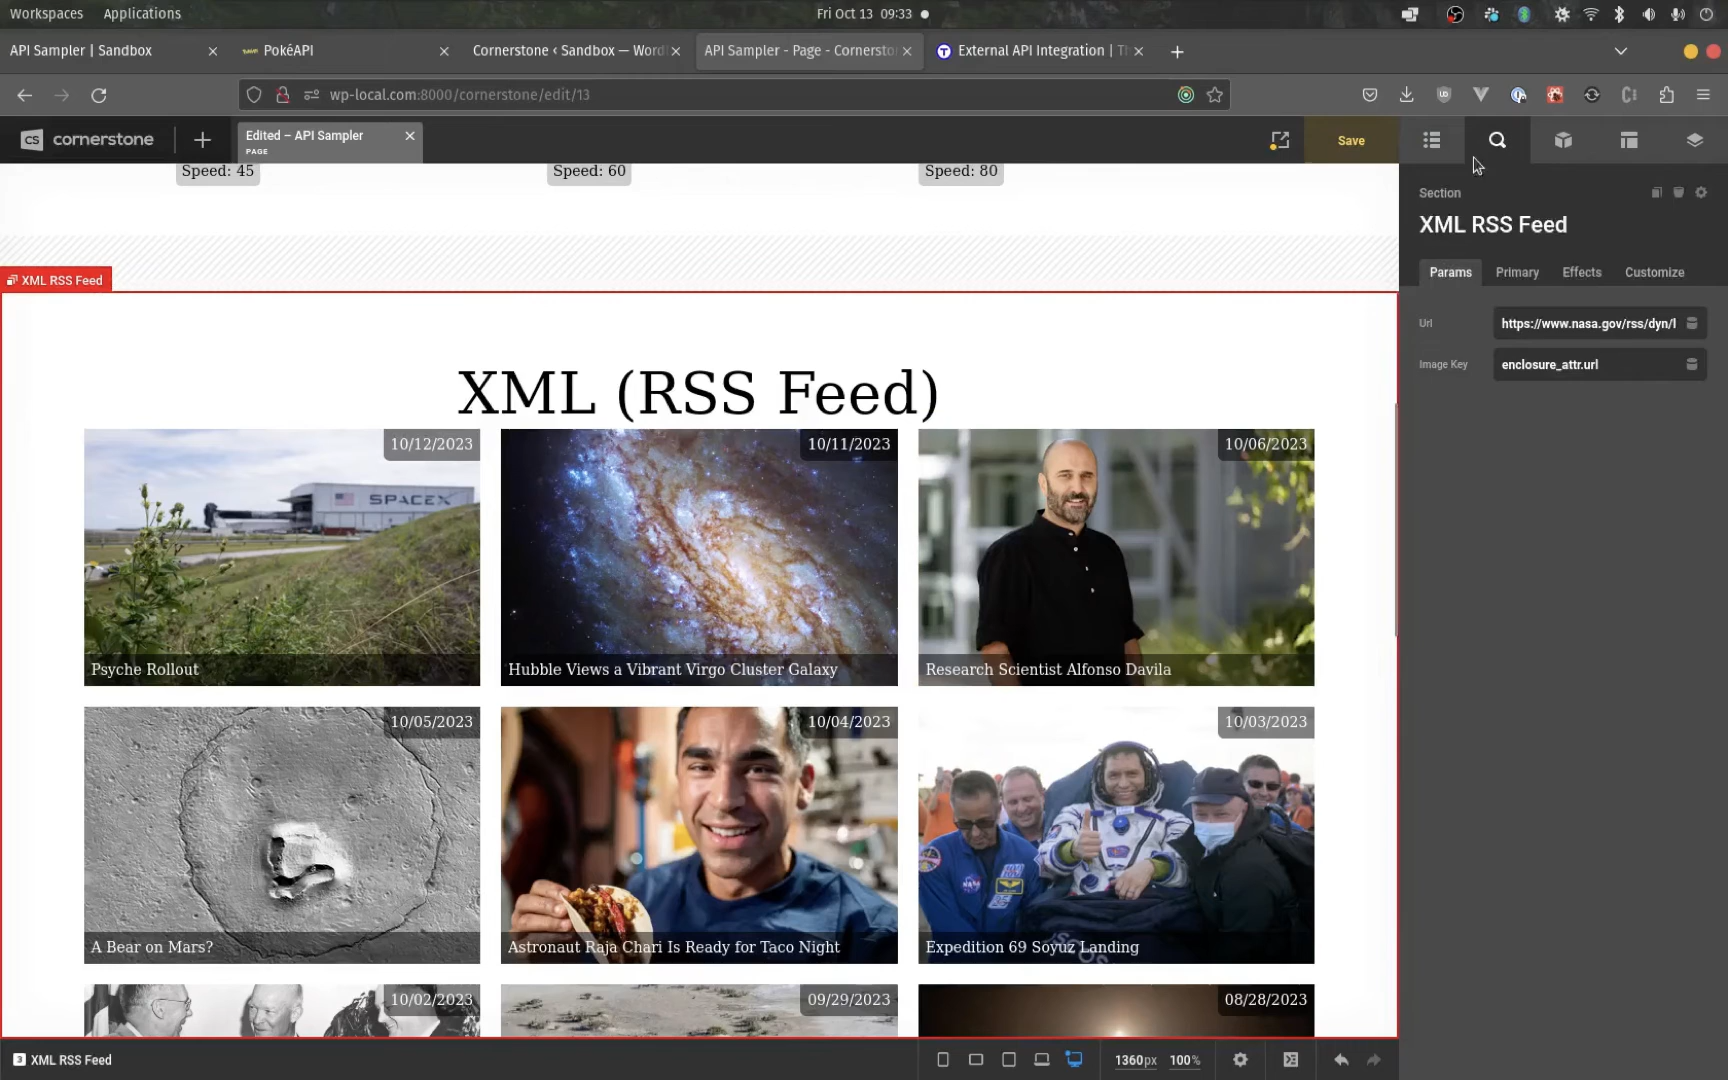 Workspaces Applications Fri Oct 13 09:33
API Sampler | Sandbox PokéAPI Cornerstone ‹ Sandbox — Word API Sampler - Page - Cornersto External API Integration | Th
wp-local.com:8000/cornerstone/edit/13
cs cornerstone
Edited – API Sampler
PAGE
Save
Speed: 45 Speed: 60 Speed: 80
XML RSS Feed
XML (RSS Feed)
10/12/2023 10/11/2023 10/06/2023
SPACEX
Psyche Rollout Hubble Views a Vibrant Virgo Cluster Galaxy Research Scientist Alfonso Davila
10/05/2023 10/04/2023 10/03/2023
NASA
A Bear on Mars? Astronaut Raja Chari Is Ready for Taco Night Expedition 69 Soyuz Landing
10/02/2023 09/29/2023 08/28/2023
Section
XML RSS Feed
Params Primary Effects Customize
Url https://www.nasa.gov/rss/dyn/l
Image Key enclosure_attr.url
3 XML RSS Feed 1360px 100%